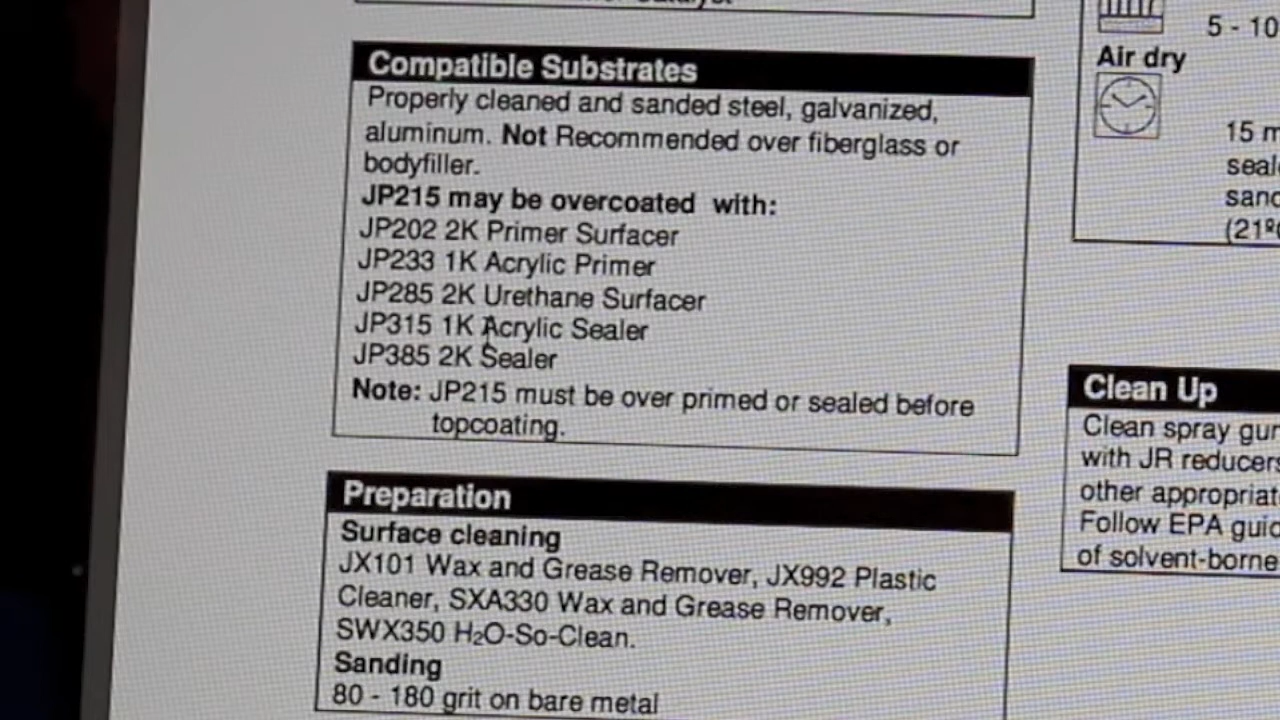 Compatible Substrates
Properly cleaned and sanded steel, galvanized,
aluminum. Not Recommended over fiberglass or
bodyfiller.
JP215 may be overcoated with:
JP202 2K Primer Surfacer
JP233 1K Acrylic Primer
JP285 2K Urethane Surfacer
JP315 1K Acrylic Sealer
JP385 2K Sealer
Note: JP215 must be over primed or sealed before
topcoating.
Preparation
Surface cleaning
JX101 Wax and Grease Remover, JX992 Plastic
Cleaner, SXA330 Wax and Grease Remover,
SWX350 H₂O-So-Clean.
Sanding
80 - 180 grit on bare metal
5 - 10
Air dry
15
(21º
Clean Up
Clean spray
with JR
other
Follow EPA
of solvent-borne